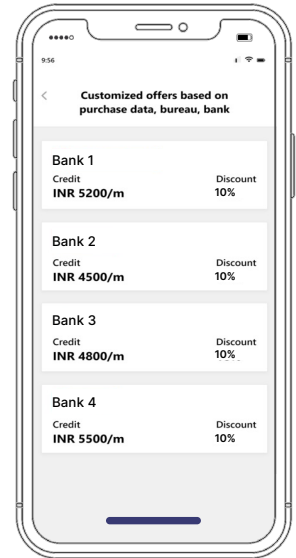 9:56
Customized offers based on
purchase data, bureau, bank
Bank 1
Credit Discount
INR 5200/m 10%
Bank 2
Credit Discount
INR 4500/m 10%
Bank 3
Credit Discount
INR 4800/m 10%
Bank 4
Credit Discount
INR 5500/m 10%